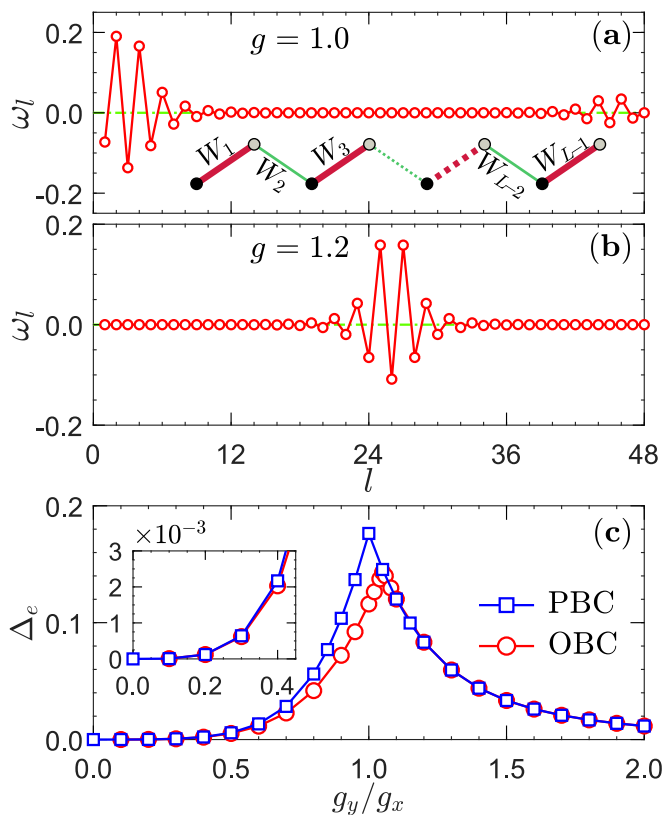 0.2
g = 1.0
(a)
ω_l
0.0
W_1
W_2
W_3
W_{L-2}
W_{L-1}
-0.2
g = 1.2
(b)
ω_l
0.0
-0.2
0 12 24 36 48
l
0.2
×10^{-3}
(c)
3
2
1
0
0.0 0.2 0.4
Δ_e
0.1
PBC
OBC
0.0
0.0 0.5 1.0 1.5 2.0
g_y/g_x